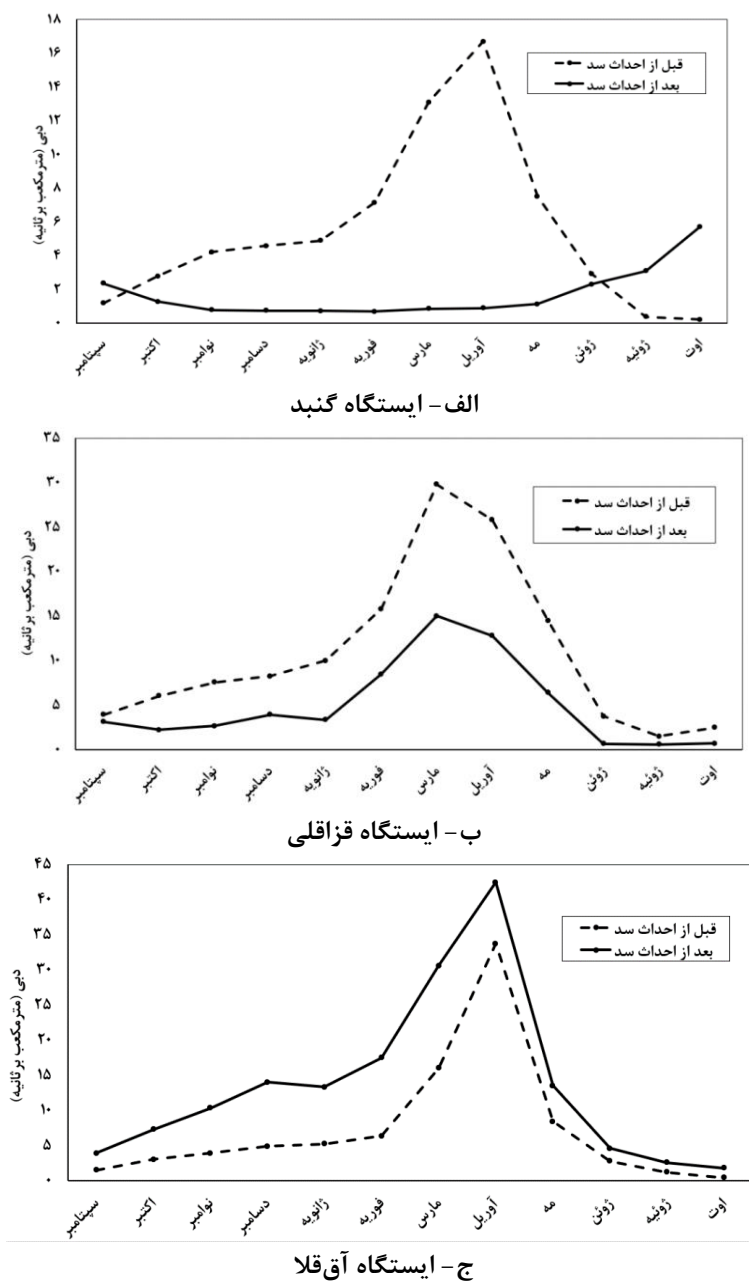 ۱۸
۱۶
۱۴
۱۲
۱۰
۸
۶
۴
۲
۰
دبی (مترمکعب بر ثانیه)
قبل از احداث سد
بعد از احداث سد
سپتامبر
اکتبر
نوامبر
دسامبر
ژانویه
فوریه
مارس
آوریل
مه
ژوئن
ژوئیه
اوت
الف- ایستگاه گنبد
۳۵
۳۰
۲۵
۲۰
۱۵
۱۰
۵
۰
دبی (مترمکعب بر ثانیه)
قبل از احداث سد
بعد از احداث سد
سپتامبر
اکتبر
نوامبر
دسامبر
ژانویه
فوریه
مارس
آوریل
مه
ژوئن
ژوئیه
اوت
ب- ایستگاه قزاقلی
۴۵
۴۰
۳۵
۳۰
۲۵
۲۰
۱۵
۱۰
۵
۰
دبی (مترمکعب بر ثانیه)
قبل از احداث سد
بعد از احداث سد
سپتامبر
اکتبر
نوامبر
دسامبر
ژانویه
فوریه
مارس
آوریل
مه
ژوئن
ژوئیه
اوت
ج- ایستگاه آق‌قلا